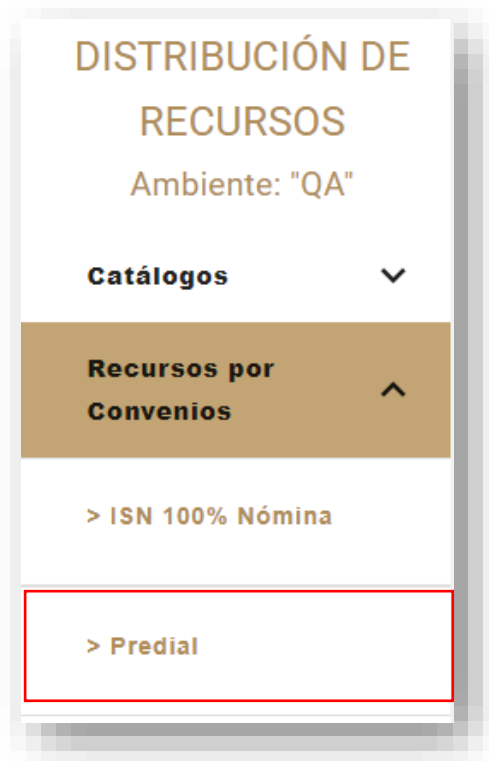 DISTRIBUCIÓN DE
RECURSOS
Ambiente: "QA"
Catálogos
Recursos por
Convenios
> ISN 100% Nómina
> Predial